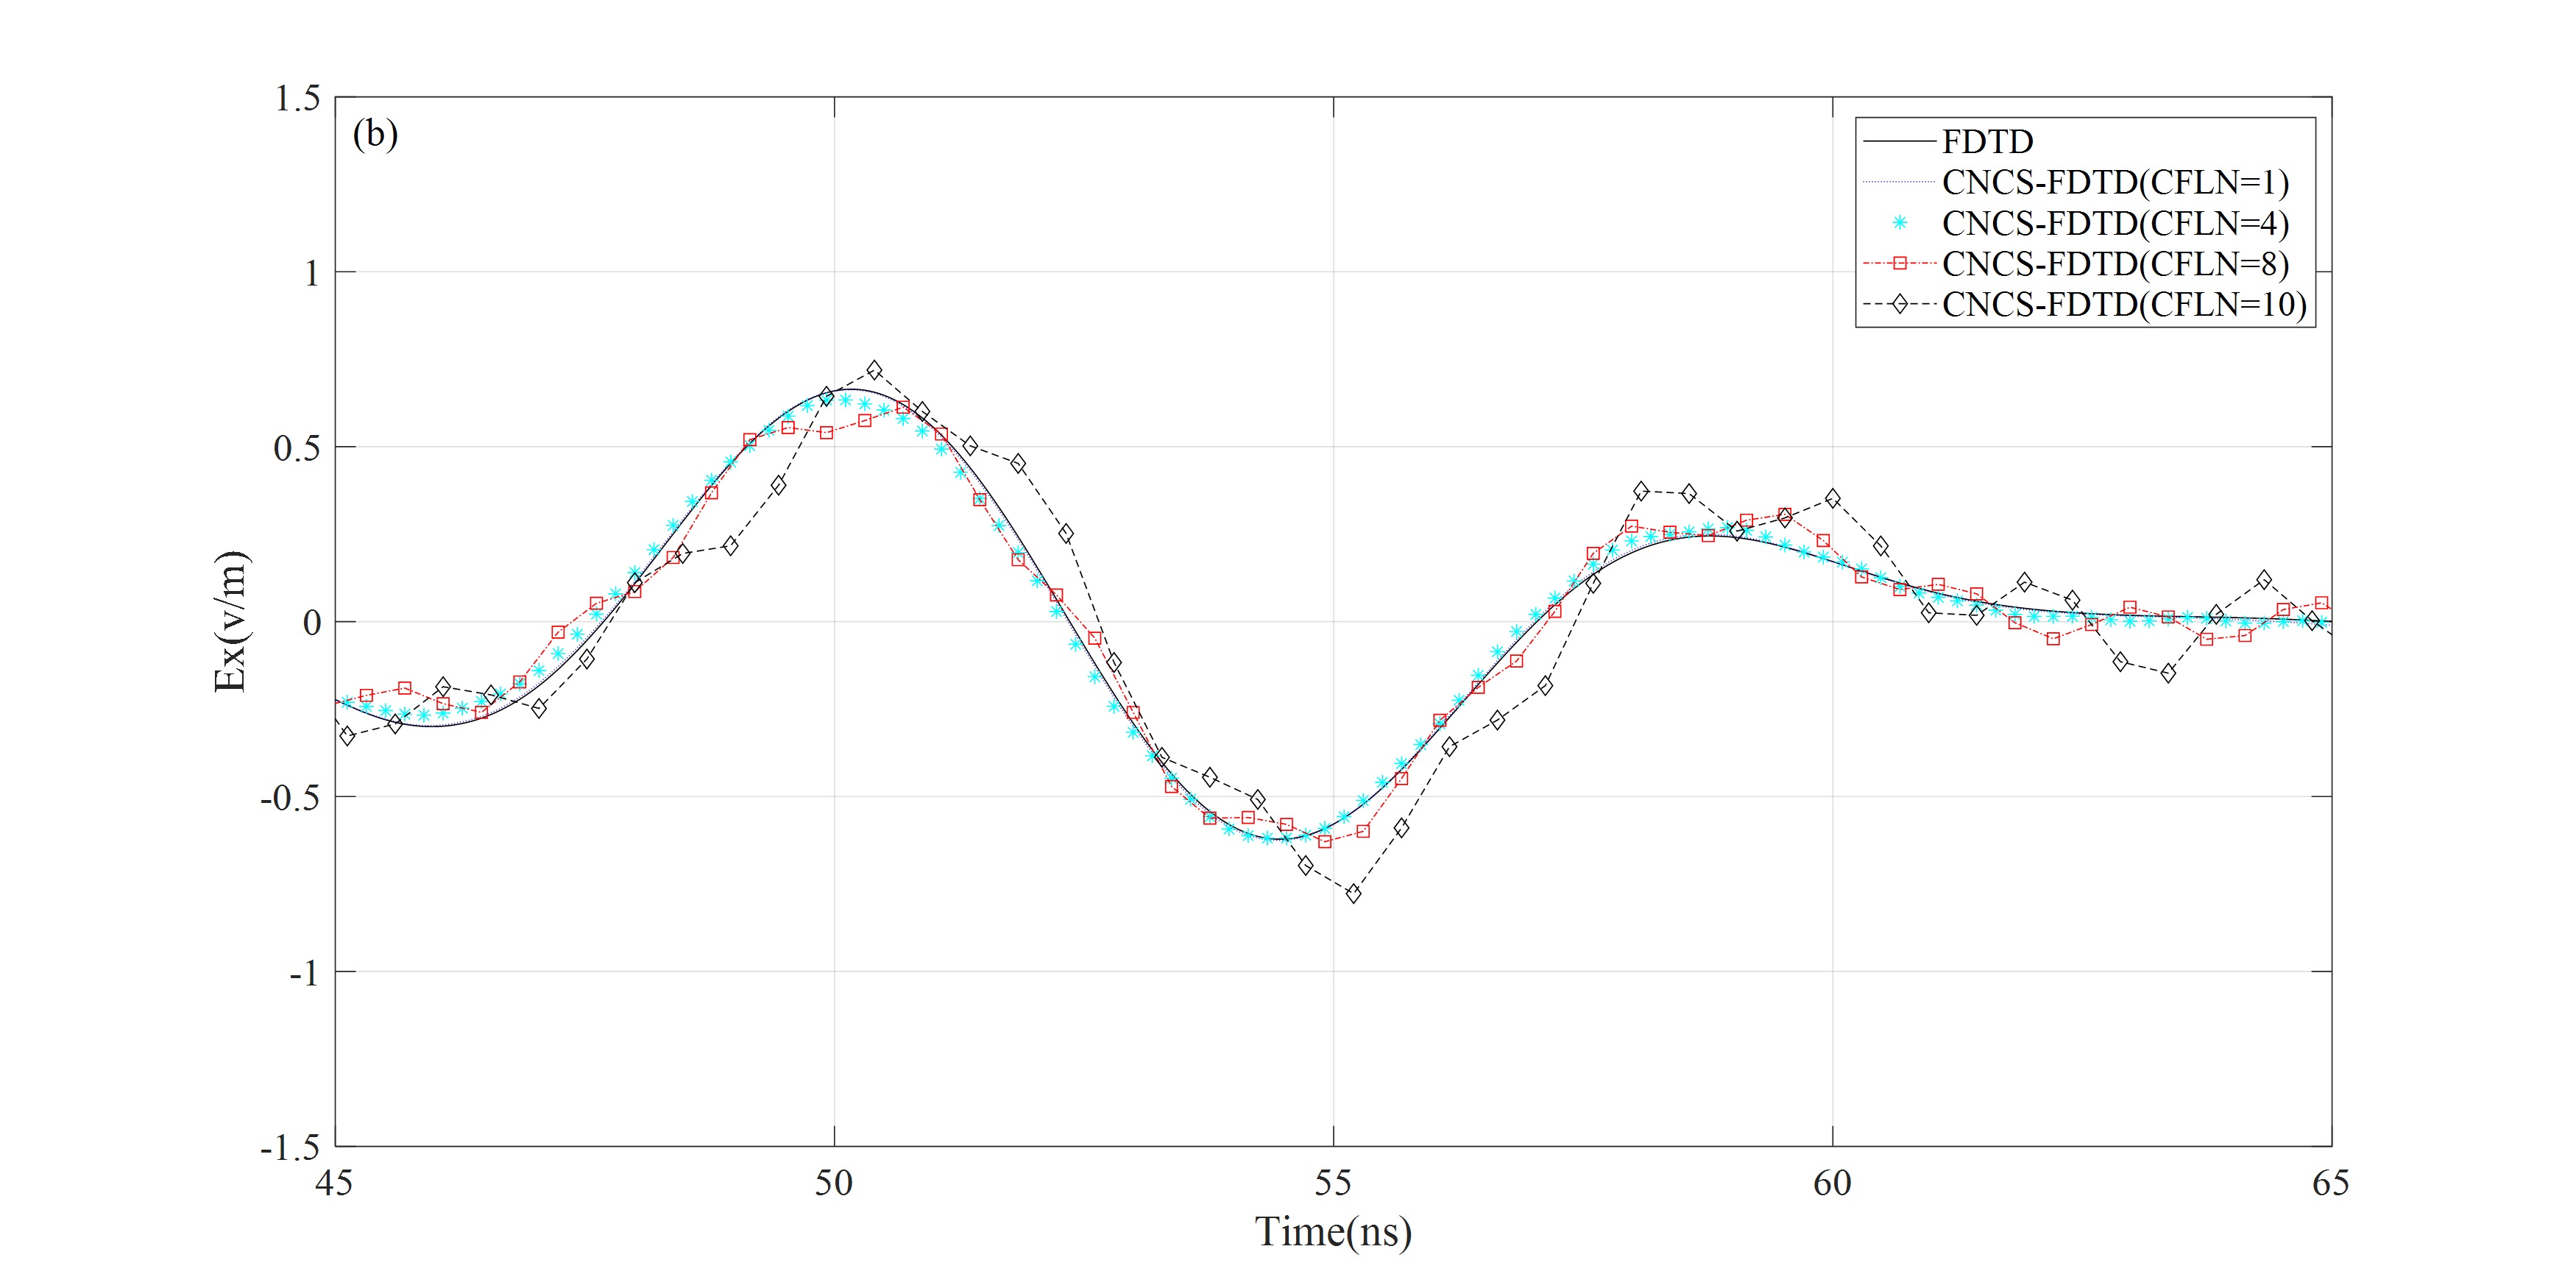 1.5
(b)
FDTD
CNCS-FDTD(CFLN=1)
CNCS-FDTD(CFLN=4)
CNCS-FDTD(CFLN=8)
CNCS-FDTD(CFLN=10)
1
0.5
0
-0.5
-1
-1.5
Ex(v/m)
45 50 55 60 65
Time(ns)